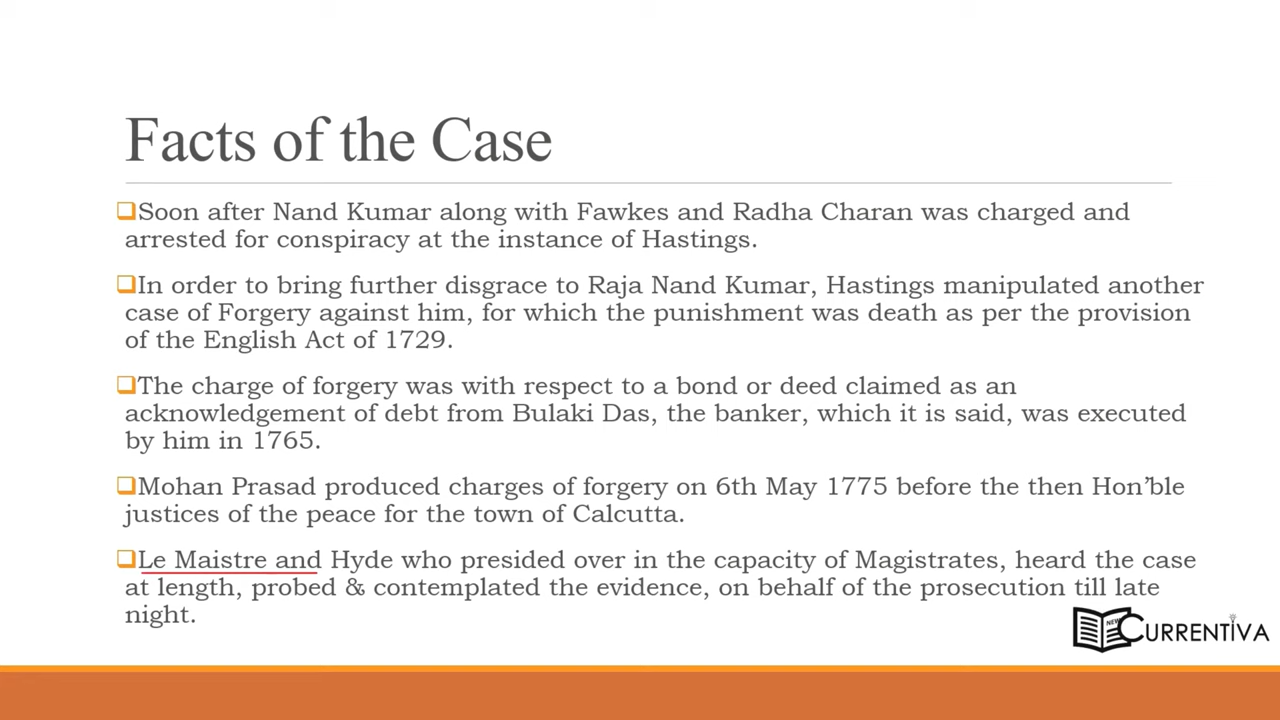 Facts of the Case
Soon after Nand Kumar along with Fawkes and Radha Charan was charged and
arrested for conspiracy at the instance of Hastings.
In order to bring further disgrace to Raja Nand Kumar, Hastings manipulated another
case of Forgery against him, for which the punishment was death as per the provision
of the English Act of 1729.
The charge of forgery was with respect to a bond or deed claimed as an
acknowledgement of debt from Bulaki Das, the banker, which it is said, was executed
by him in 1765.
Mohan Prasad produced charges of forgery on 6th May 1775 before the then Hon’ble
justices of the peace for the town of Calcutta.
Le Maistre and Hyde who presided over in the capacity of Magistrates, heard the case
at length, probed & contemplated the evidence, on behalf of the prosecution till late
night.
NEW CURRENTIVA